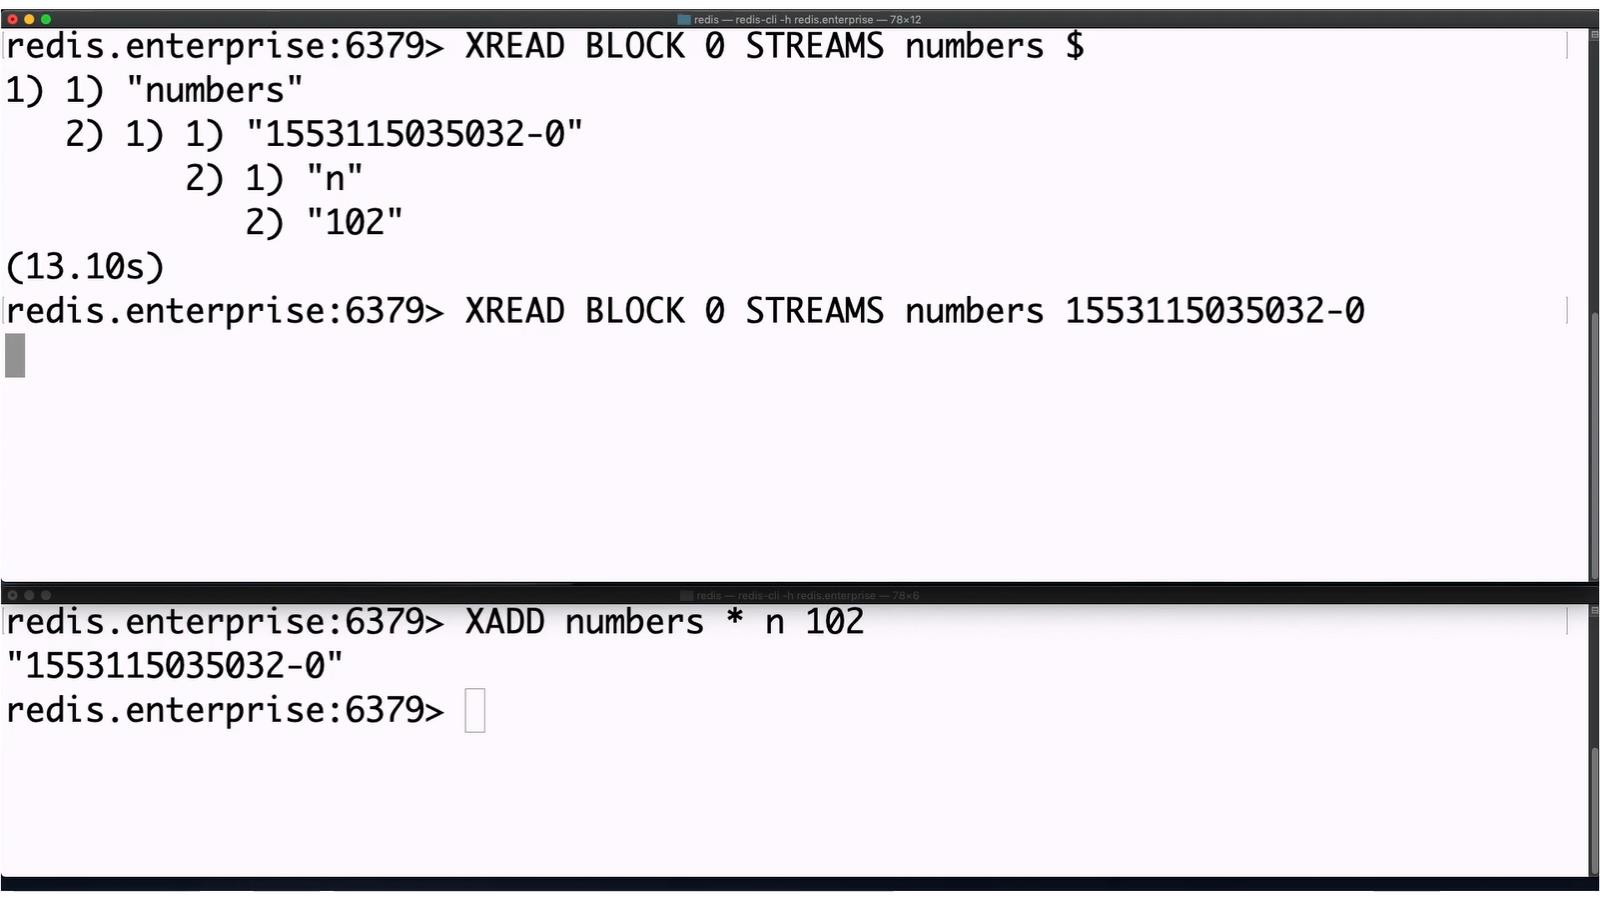 redis — redis-cli -h redis.enterprise — 78×12
redis.enterprise:6379> XREAD BLOCK 0 STREAMS numbers $
1) 1) "numbers"
   2) 1) 1) "1553115035032-0"
         2) 1) "n"
            2) "102"
(13.10s)
redis.enterprise:6379> XREAD BLOCK 0 STREAMS numbers 1553115035032-0
redis — redis-cli -h redis.enterprise — 78×6
redis.enterprise:6379> XADD numbers * n 102
"1553115035032-0"
redis.enterprise:6379>